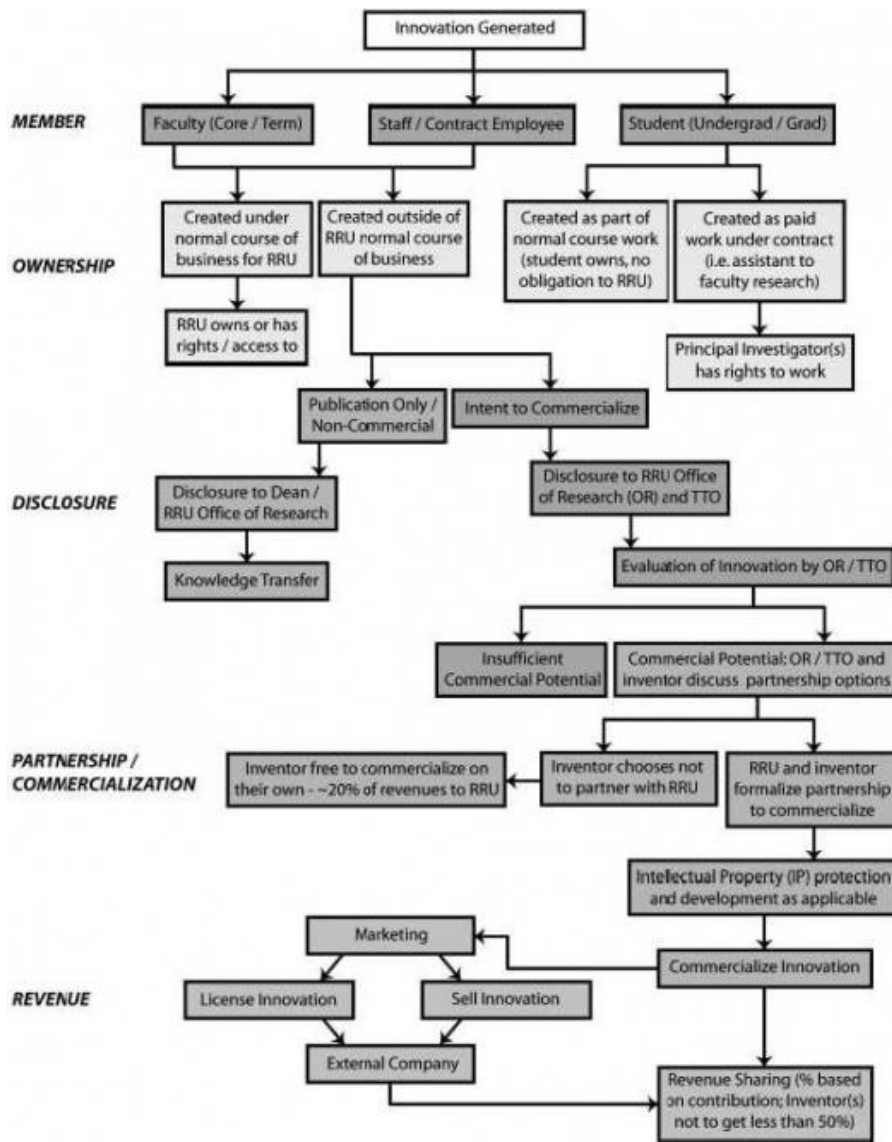 Innovation Generated
MEMBER
Faculty (Core / Term)
Staff / Contract Employee
Student (Undergrad / Grad)
OWNERSHIP
Created under
normal course of
business for RRU
Created outside of
RRU normal course
of business
Created as part of
normal course work
(student owns, no
obligation to RRU)
Created as paid
work under contract
(i.e. assistant to
faculty research)
RRU owns or has
rights / access to
Principal Investigator(s)
has rights to work
Publication Only /
Non-Commercial
Intent to Commercialize
DISCLOSURE
Disclosure to Dean /
RRU Office of Research
Disclosure to RRU Office
of Research (OR) and TTO
Knowledge Transfer
Evaluation of Innovation by OR / TTO
Insufficient
Commercial Potential
Commercial Potential: OR / TTO and
inventor discuss partnership options
PARTNERSHIP /
COMMERCIALIZATION
Inventor free to commercialize on
their own - ~20% of revenues to RRU
Inventor chooses not
to partner with RRU
RRU and inventor
formalize partnership
to commercialize
Intellectual Property (IP) protection
and development as applicable
Marketing
Commercialize Innovation
REVENUE
License Innovation
Sell Innovation
External Company
Revenue Sharing (% based
on contribution; Inventor(s)
not to get less than 50%)